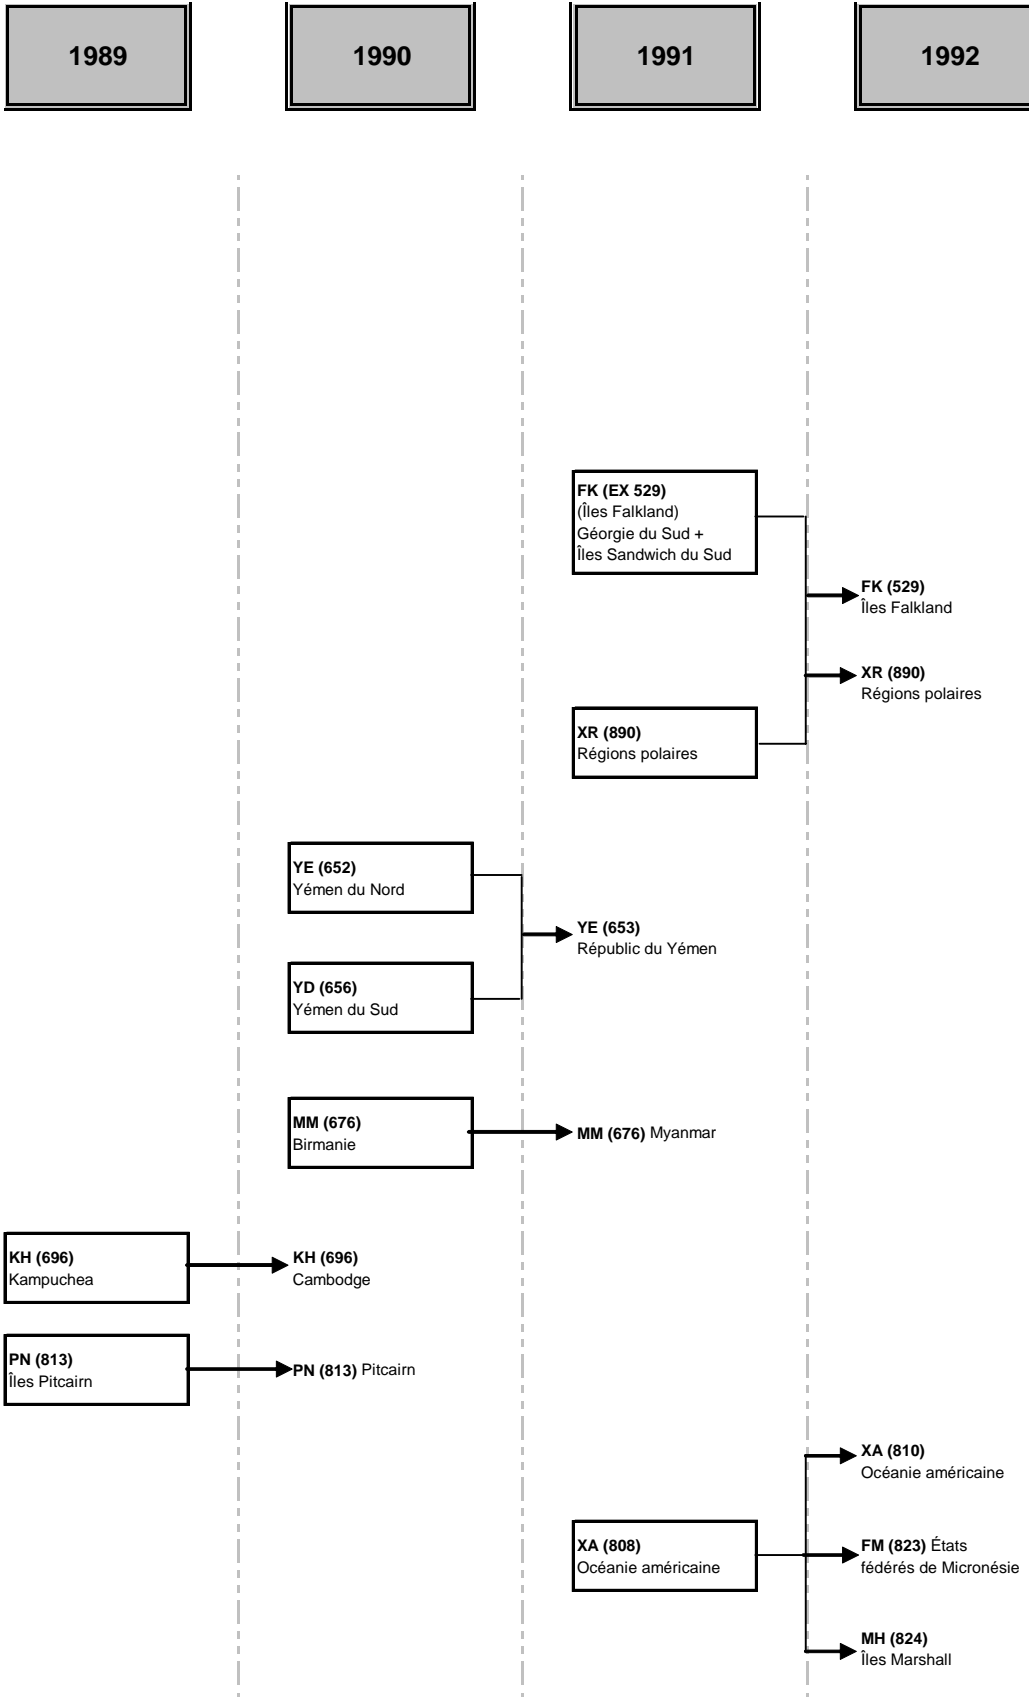 1989
1990
1991
1992
FK (EX 529)
(Îles Falkland)
Géorgie du Sud +
Îles Sandwich du Sud
FK (529)
Îles Falkland
XR (890)
Régions polaires
XR (890)
Régions polaires
YE (652)
Yémen du Nord
YE (653)
Républic du Yémen
YD (656)
Yémen du Sud
MM (676)
Birmanie
MM (676) Myanmar
KH (696)
Kampuchea
KH (696)
Cambodge
PN (813)
Îles Pitcairn
PN (813) Pitcairn
XA (810)
Océanie américaine
XA (808)
Océanie américaine
FM (823) États
fédérés de Micronésie
MH (824)
Îles Marshall